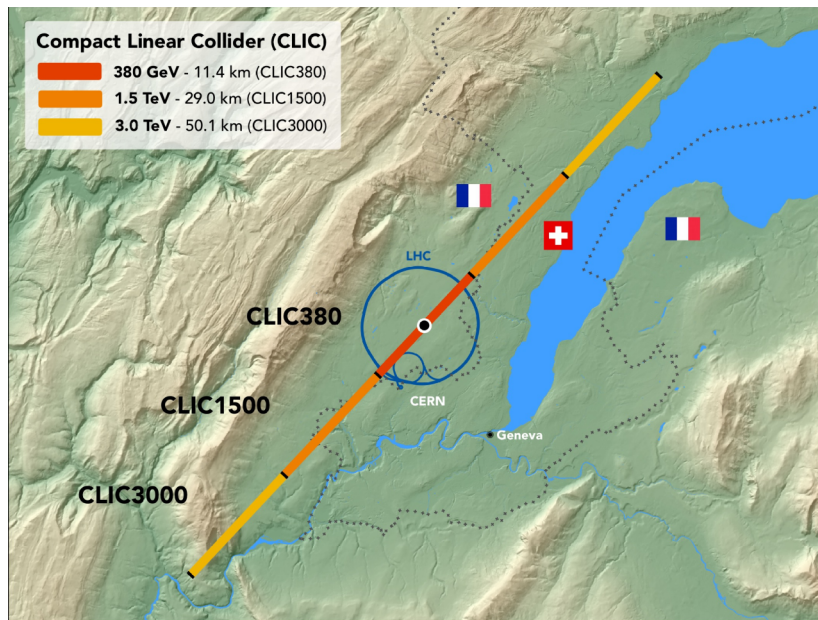 Compact Linear Collider (CLIC)
380 GeV - 11.4 km (CLIC380)
1.5 TeV - 29.0 km (CLIC1500)
3.0 TeV - 50.1 km (CLIC3000)
LHC
CLIC380
CERN
CLIC1500
Geneva
CLIC3000